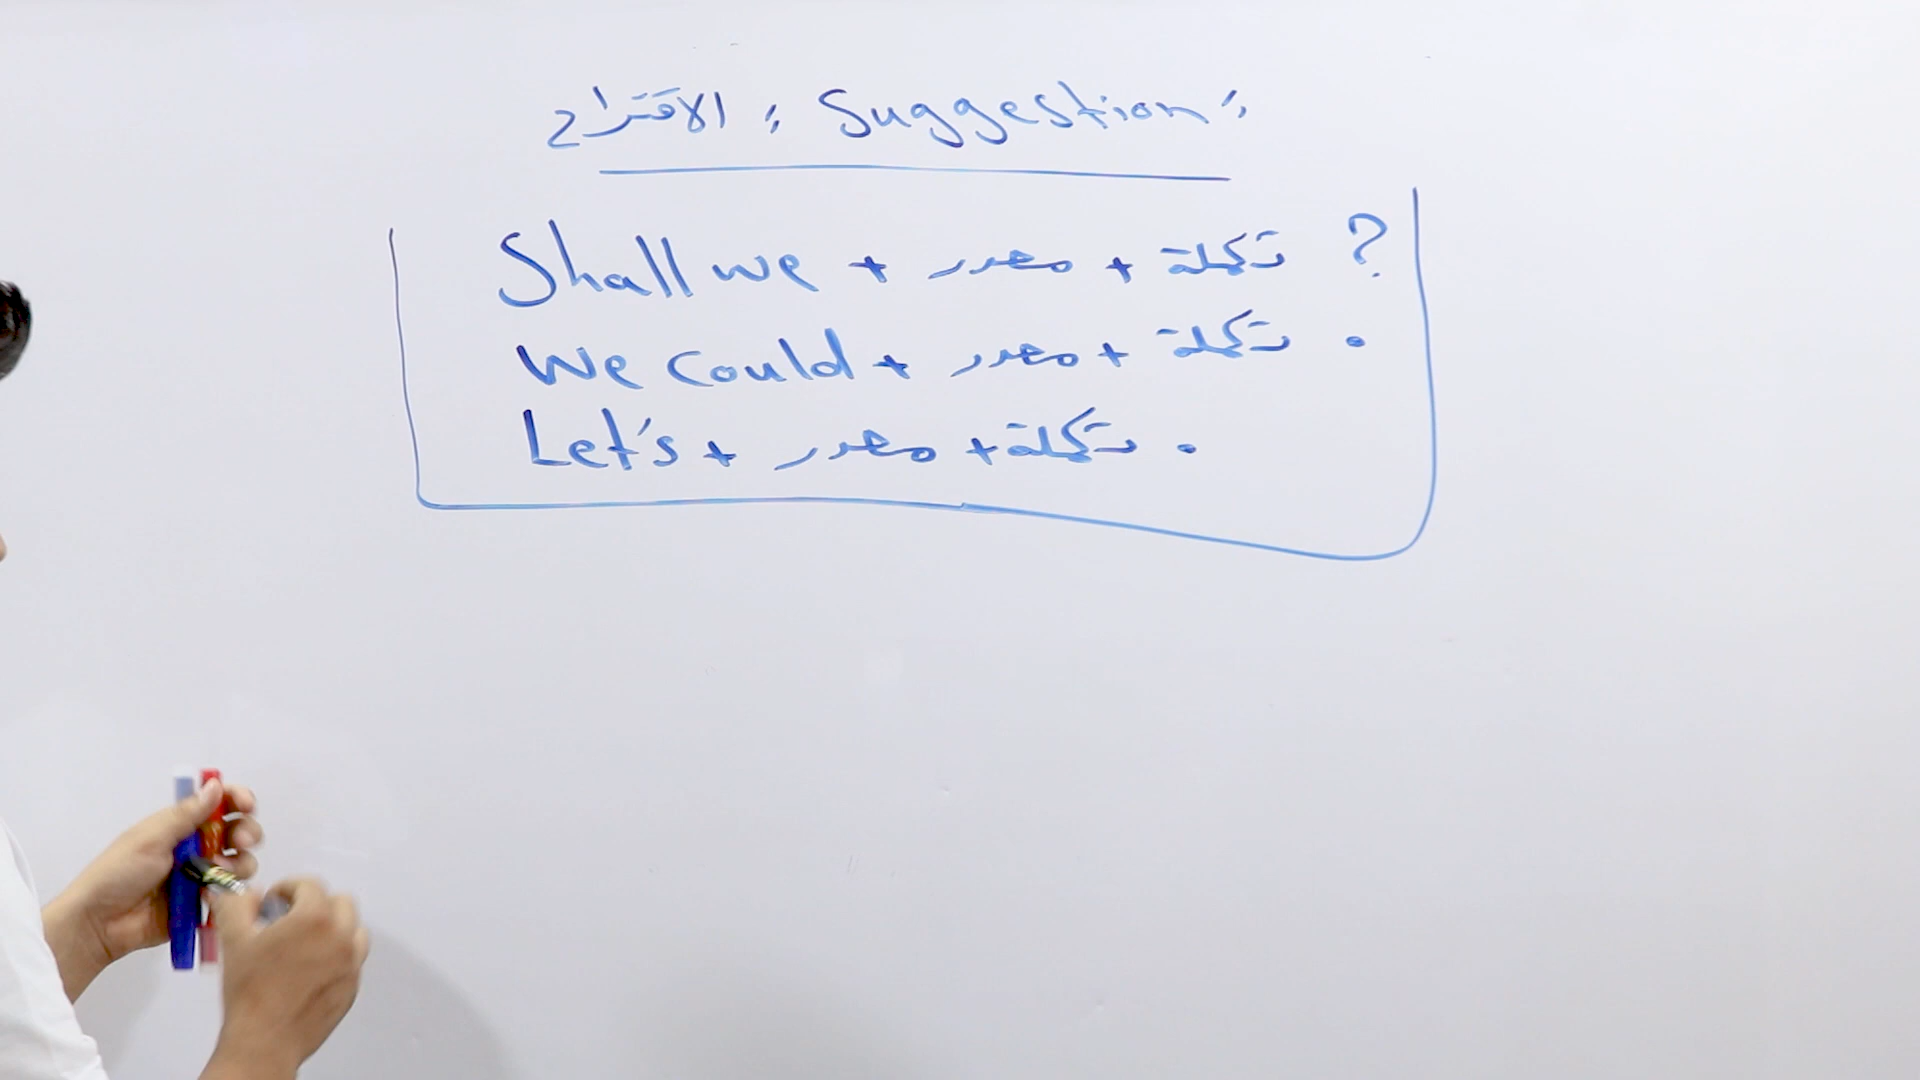 الاقتراح : Suggestion :
Shall we + مصدر + تكملة ?
We Could + مصدر + تكملة .
Let's + مصدر + تكملة .